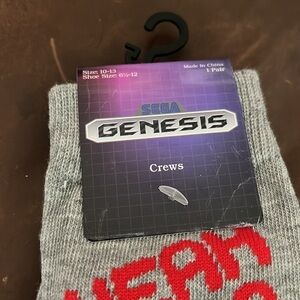 Size: 10-13
Shoe Size: 6½-12
Made in China
1 Pair
SEGA
GENESIS
Crews
YEAH